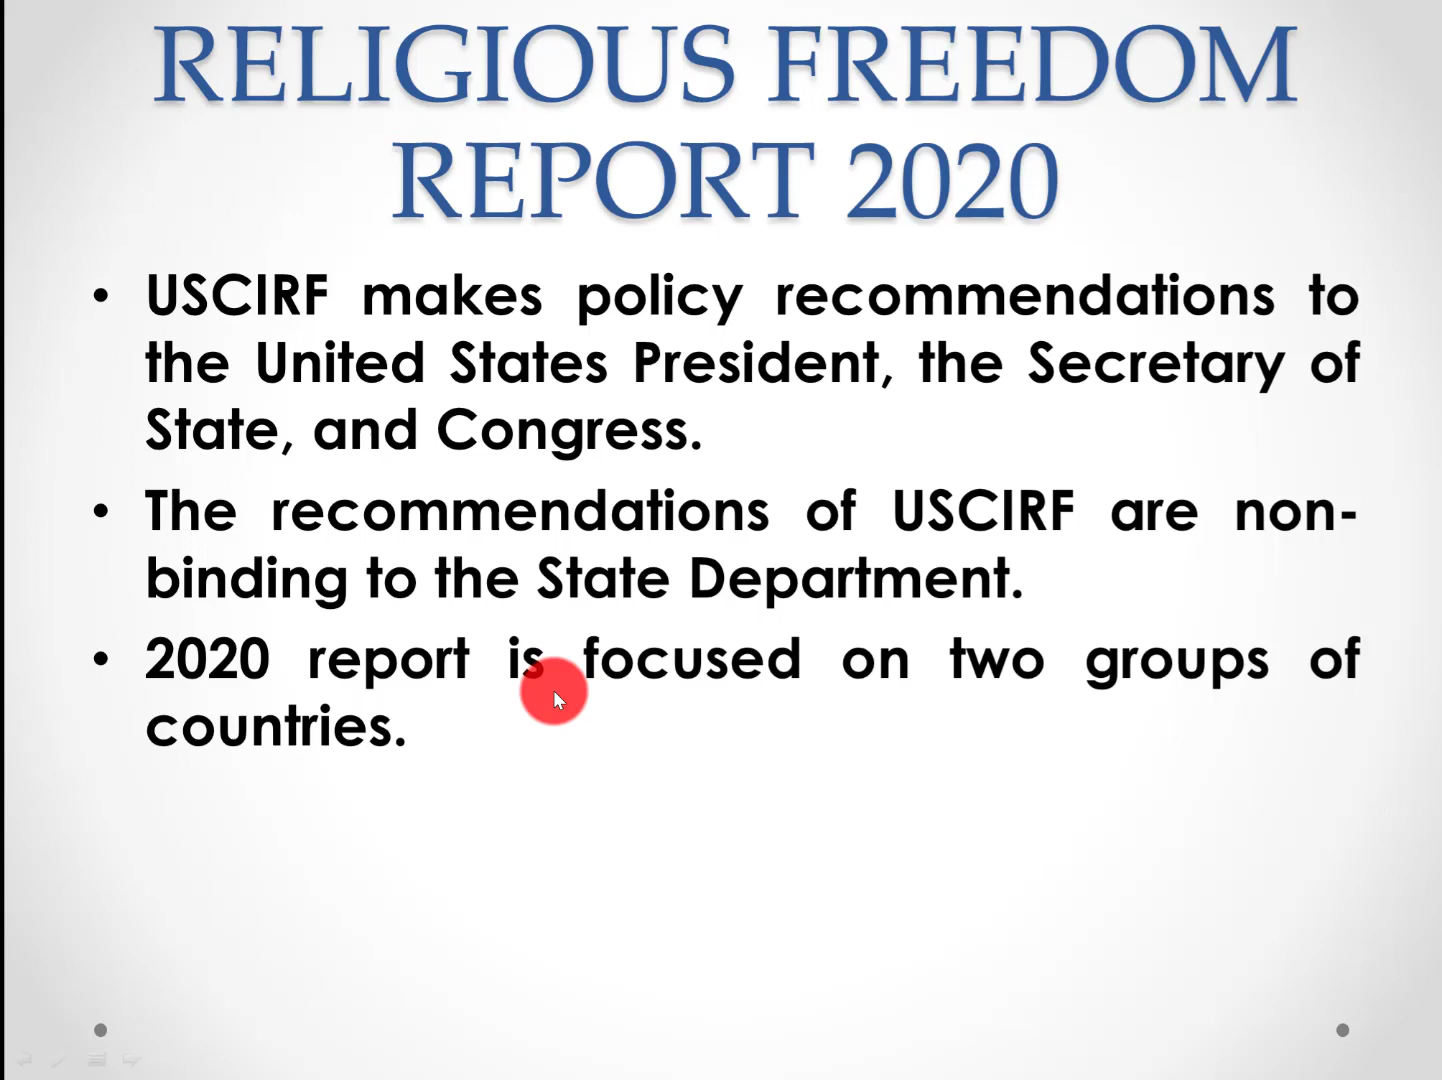 RELIGIOUS FREEDOM
REPORT 2020
• USCIRF makes policy recommendations to
the United States President, the Secretary of
State, and Congress.
• The recommendations of USCIRF are non-
binding to the State Department.
• 2020 report is focused on two groups of
countries.